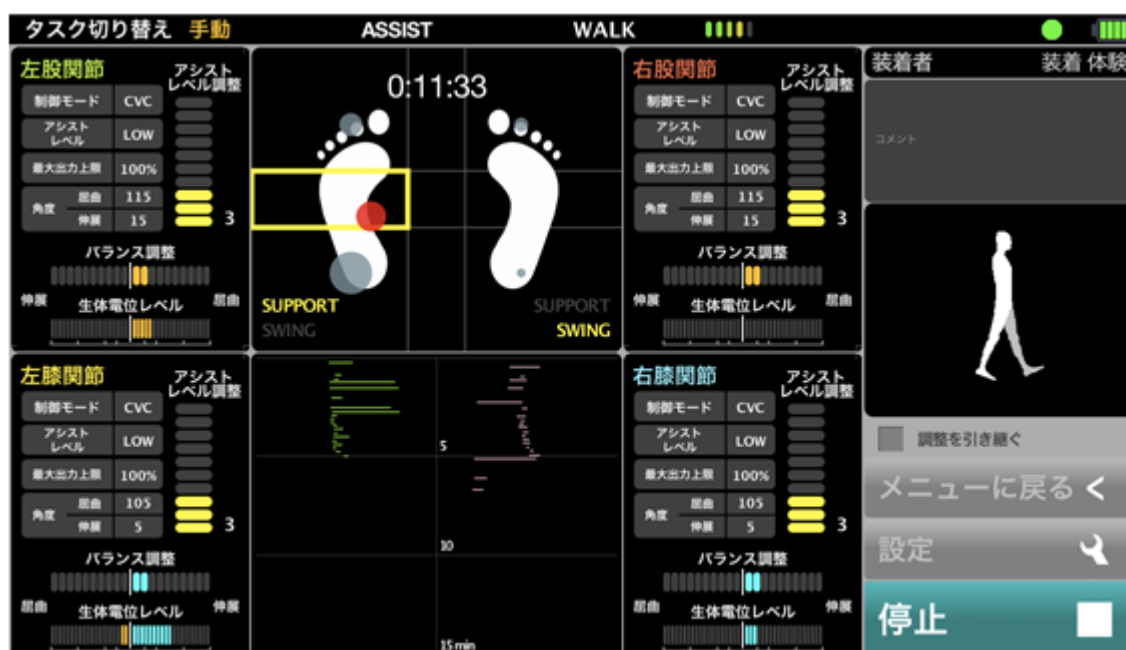 タスク切り替え 手動 ASSIST WALK
左股関節
アシスト
レベル調整
制御モード CVC
アシスト
レベル LOW
最大出力上限 100%
角度 屈曲 115
伸展 15
3
バランス調整
伸展 生体電位レベル 屈曲
0:11:33
SUPPORT SUPPORT
SWING SWING
右股関節
アシスト
レベル調整
制御モード CVC
アシスト
レベル LOW
最大出力上限 100%
角度 屈曲 115
伸展 15
3
バランス調整
伸展 生体電位レベル 屈曲
装着者 装着 体験
コメント
左膝関節
アシスト
レベル調整
制御モード CVC
アシスト
レベル LOW
最大出力上限 100%
角度 屈曲 105
伸展 5
3
バランス調整
屈曲 生体電位レベル 伸展
5
10
15 min
右膝関節
アシスト
レベル調整
制御モード CVC
アシスト
レベル LOW
最大出力上限 100%
角度 屈曲 105
伸展 5
3
バランス調整
屈曲 生体電位レベル 伸展
調整を引き継ぐ
メニューに戻る <
設定
停止